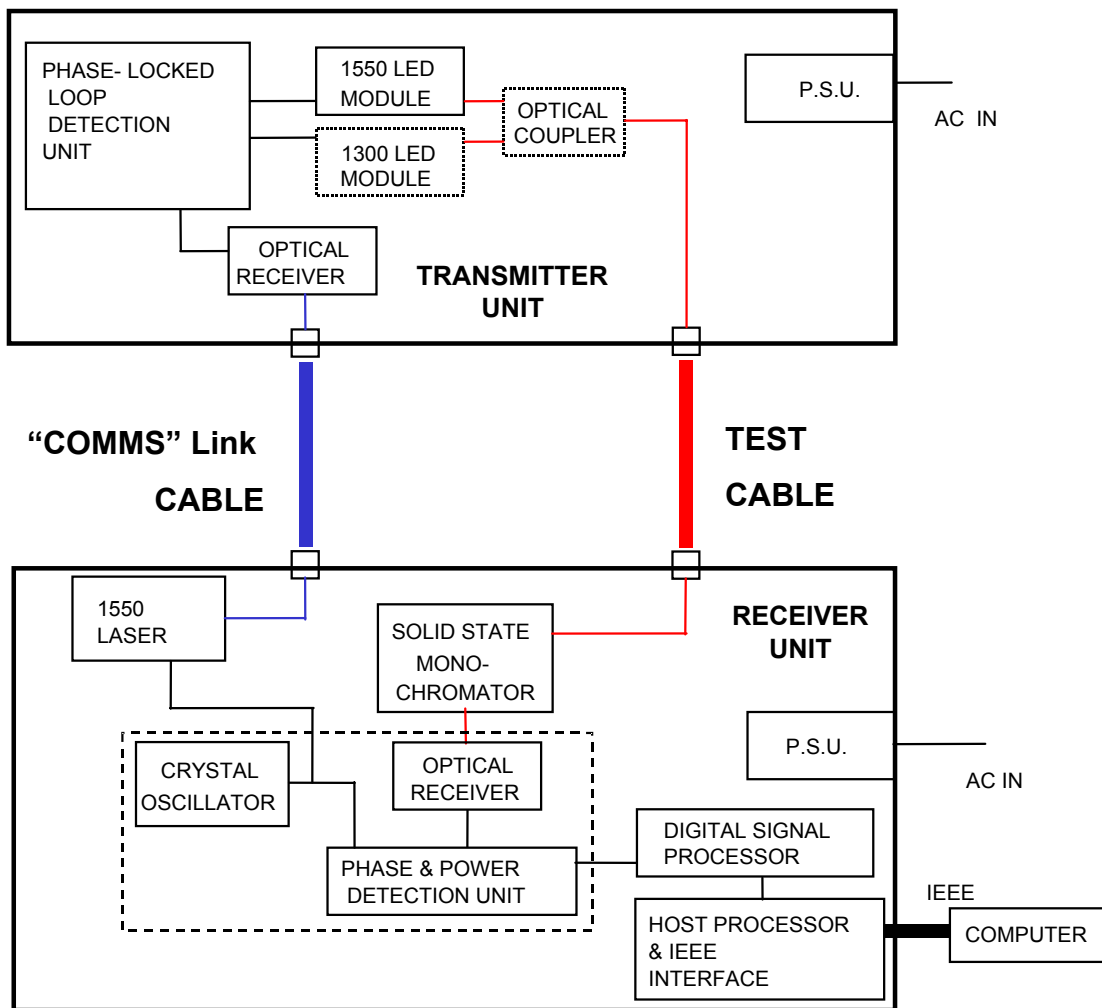 PHASE- LOCKED
LOOP
DETECTION
UNIT
1550 LED
MODULE
1300 LED
MODULE
OPTICAL
COUPLER
P.S.U.
AC IN
OPTICAL
RECEIVER
TRANSMITTER
UNIT
“COMMS” Link
CABLE
TEST
CABLE
1550
LASER
SOLID STATE
MONO-
CHROMATOR
RECEIVER
UNIT
P.S.U.
AC IN
CRYSTAL
OSCILLATOR
OPTICAL
RECEIVER
PHASE & POWER
DETECTION UNIT
DIGITAL SIGNAL
PROCESSOR
HOST PROCESSOR
& IEEE
INTERFACE
IEEE
COMPUTER